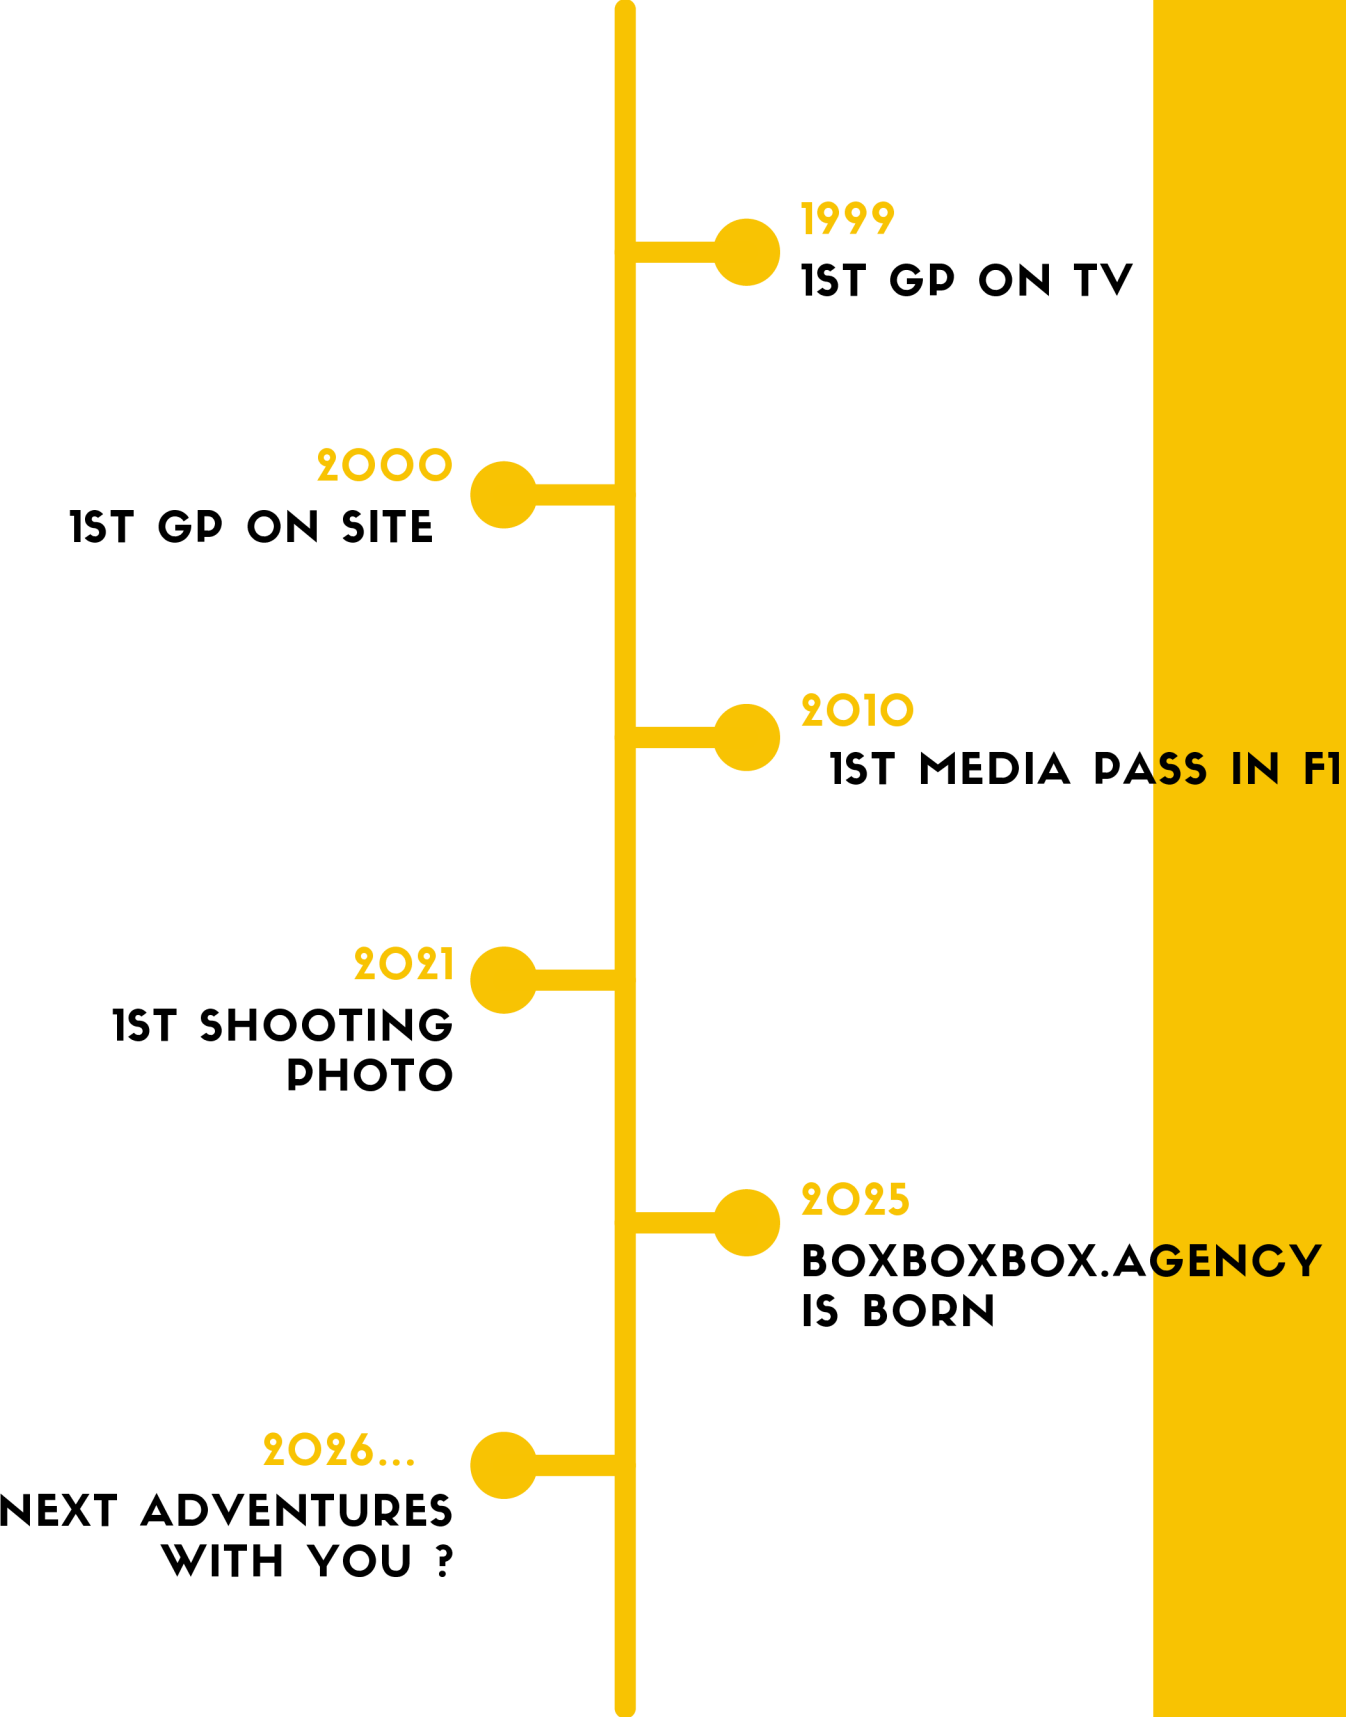 1999
1ST GP ON TV
2000
1ST GP ON SITE
2010
1ST MEDIA PASS IN F1
2021
1ST SHOOTING
PHOTO
2025
BOXBOXBOX.AGENCY
IS BORN
2026...
NEXT ADVENTURES
WITH YOU ?